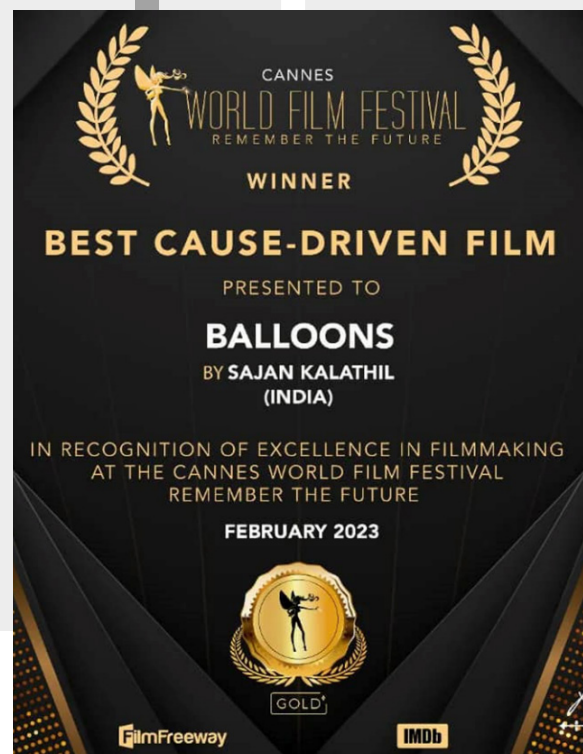 CANNES
WORLD FILM FESTIVAL
REMEMBER THE FUTURE
WINNER
BEST CAUSE-DRIVEN FILM
PRESENTED TO
BALLOONS
BY SAJAN KALATHIL
(INDIA)
IN RECOGNITION OF EXCELLENCE IN FILMMAKING
AT THE CANNES WORLD FILM FESTIVAL
REMEMBER THE FUTURE
FEBRUARY 2023
GOLD
FilmFreeway
IMDb